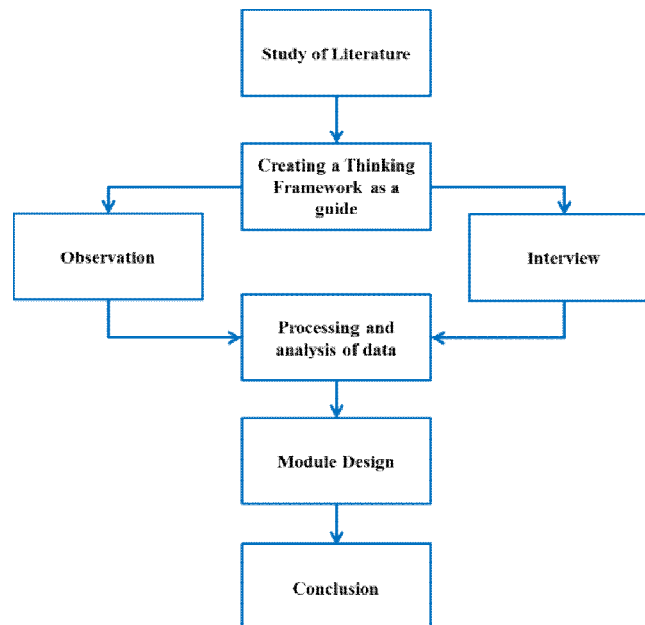 Study of Literature
Creating a Thinking
Framework as a
guide
Observation
Interview
Processing and
analysis of data
Module Design
Conclusion